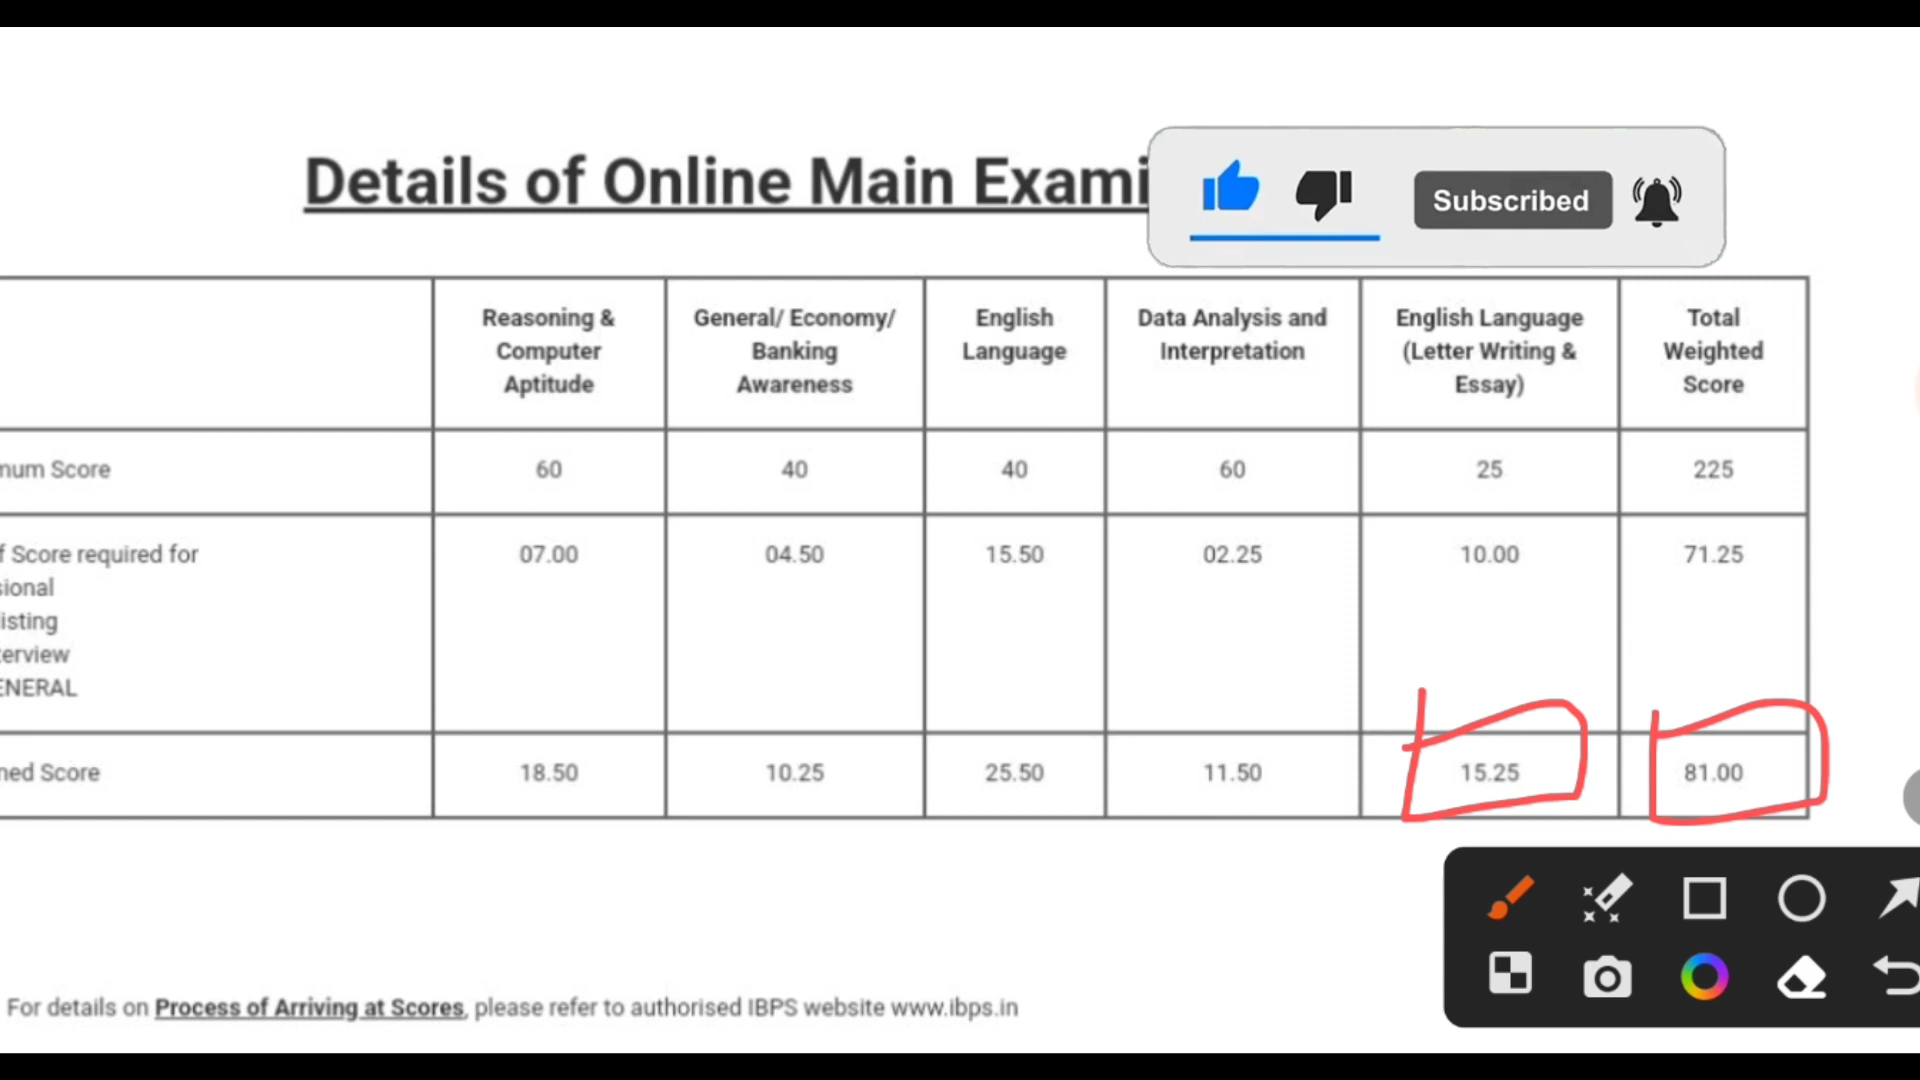 Details of Online Main Exami
Subscribed
Reasoning &
Computer
Aptitude
General/ Economy/
Banking
Awareness
English
Language
Data Analysis and
Interpretation
English Language
(Letter Writing &
Essay)
Total
Weighted
Score
mum Score
60
40
40
60
25
225
f Score required for
sional
listing
terview
ENERAL
07.00
04.50
15.50
02.25
10.00
71.25
ned Score
18.50
10.25
25.50
11.50
15.25
81.00
For details on Process of Arriving at Scores, please refer to authorised IBPS website www.ibps.in